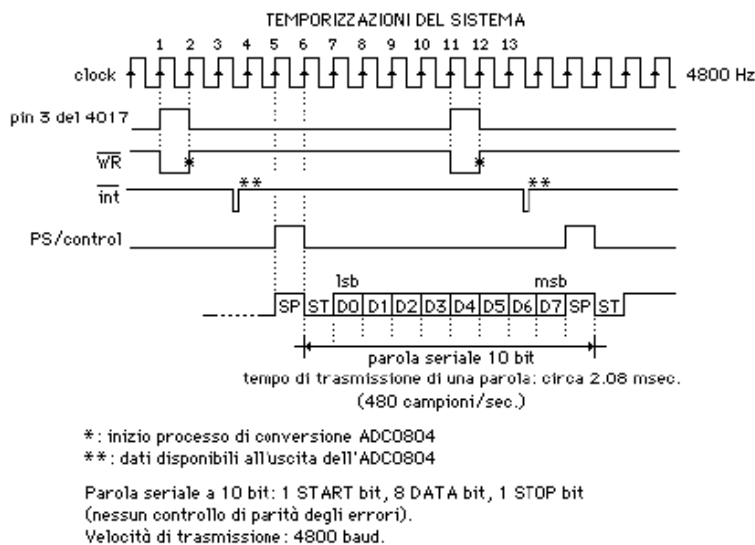 TEMPORIZZAZIONI DEL SISTEMA
1 2 3 4 5 6 7 8 9 10 11 12 13
clock 4800 Hz
pin 3 del 4017
WR * *
int ** **
PS/control
lsb msb
SP ST D0 D1 D2 D3 D4 D5 D6 D7 SP ST
parola seriale 10 bit
tempo di trasmissione di una parola: circa 2.08 msec.
(480 campioni/sec.)
*: inizio processo di conversione ADC0804
**: dati disponibili all'uscita dell'ADC0804
Parola seriale a 10 bit: 1 START bit, 8 DATA bit, 1 STOP bit
(nessun controllo di parità degli errori).
Velocità di trasmissione: 4800 baud.